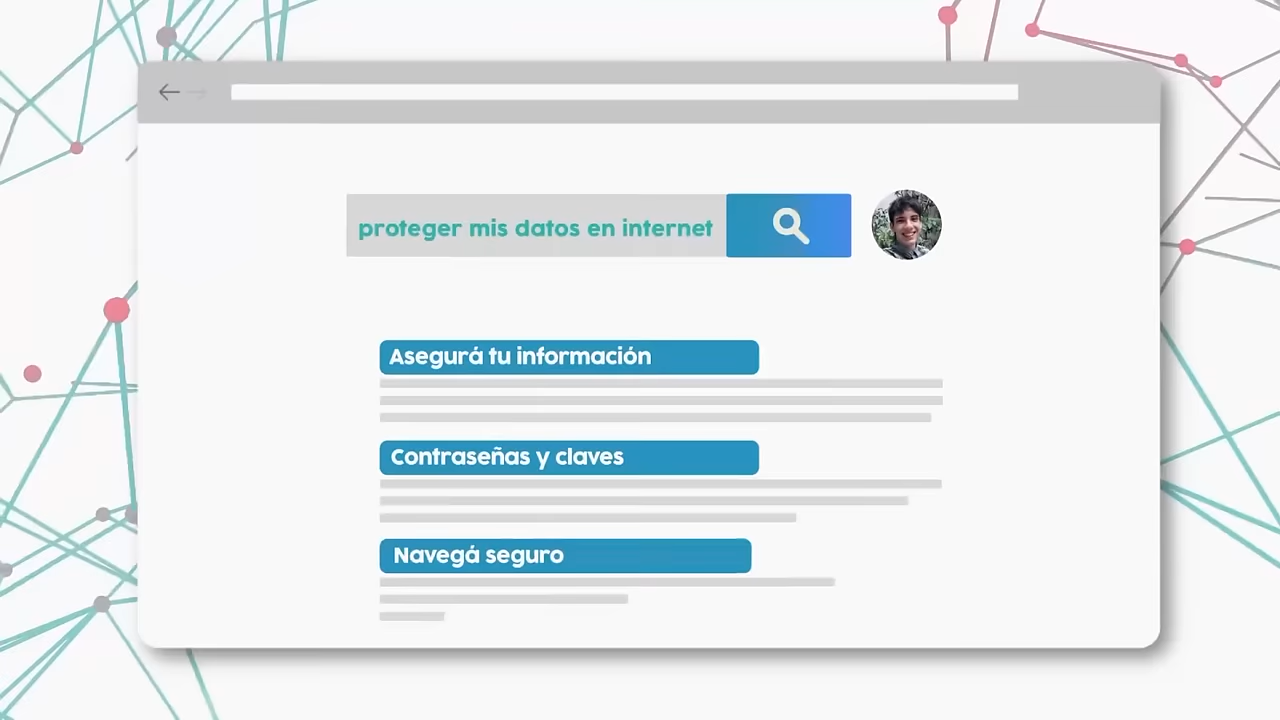 proteger mis datos en internet
Asegurá tu información
Contraseñas y claves
Navegá seguro